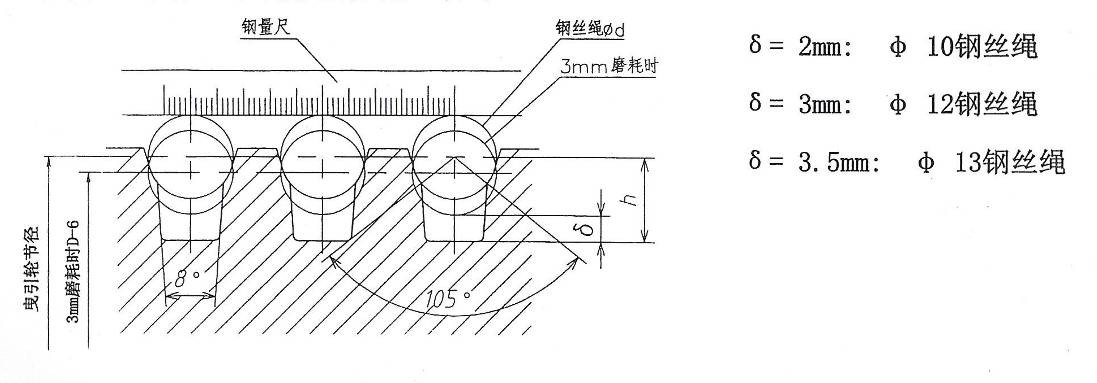 钢量尺
钢丝绳Ød
3mm磨耗时
δ = 2mm: ф 10钢丝绳
δ = 3mm: ф 12钢丝绳
δ = 3.5mm: ф 13钢丝绳
曳引轮节径
3mm磨耗时D-6
h
δ
8°
105°